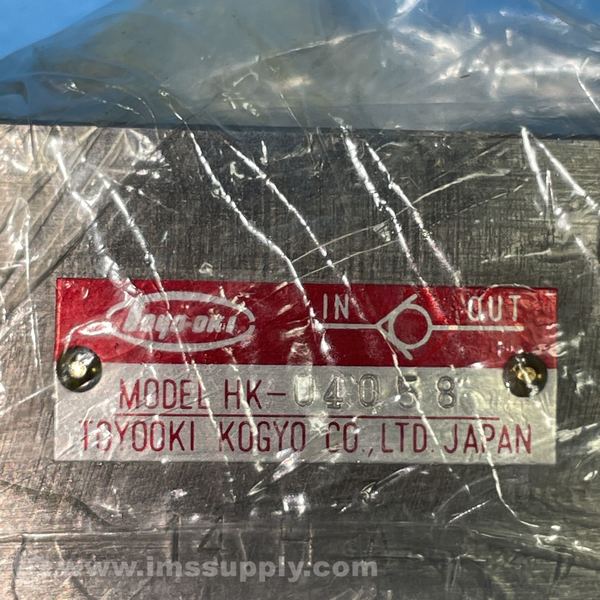 Toyo-oki
IN OUT
MODEL HK-04058
TOYOOKI KOGYO CO.,LTD. JAPAN
www.imssupply.com